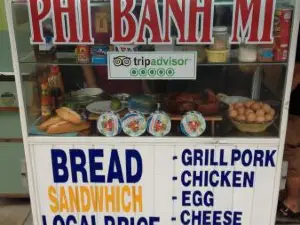 PHI BANH MI
tripadvisor
BREAD
SANDWHICH
LOCAL PRICE
- GRILL PORK
- CHICKEN
- EGG
- CHEESE